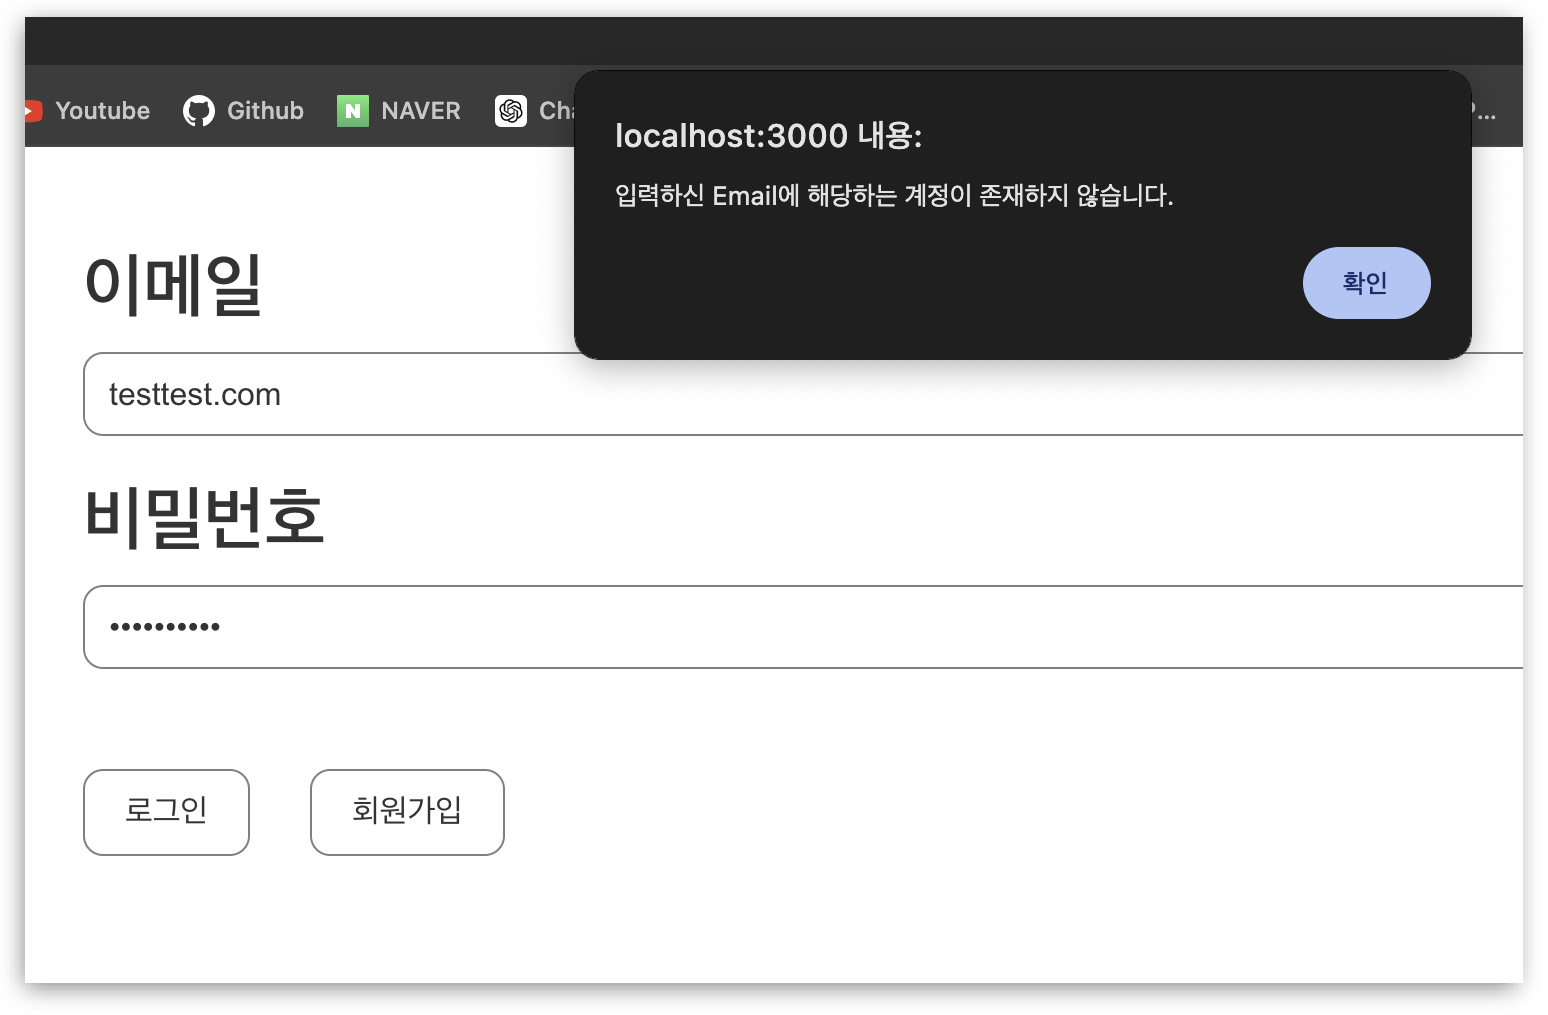 Youtube Github NAVER
localhost:3000 내용:
입력하신 Email에 해당하는 계정이 존재하지 않습니다.
확인
이메일
testtest.com
비밀번호
••••••••••
로그인 회원가입